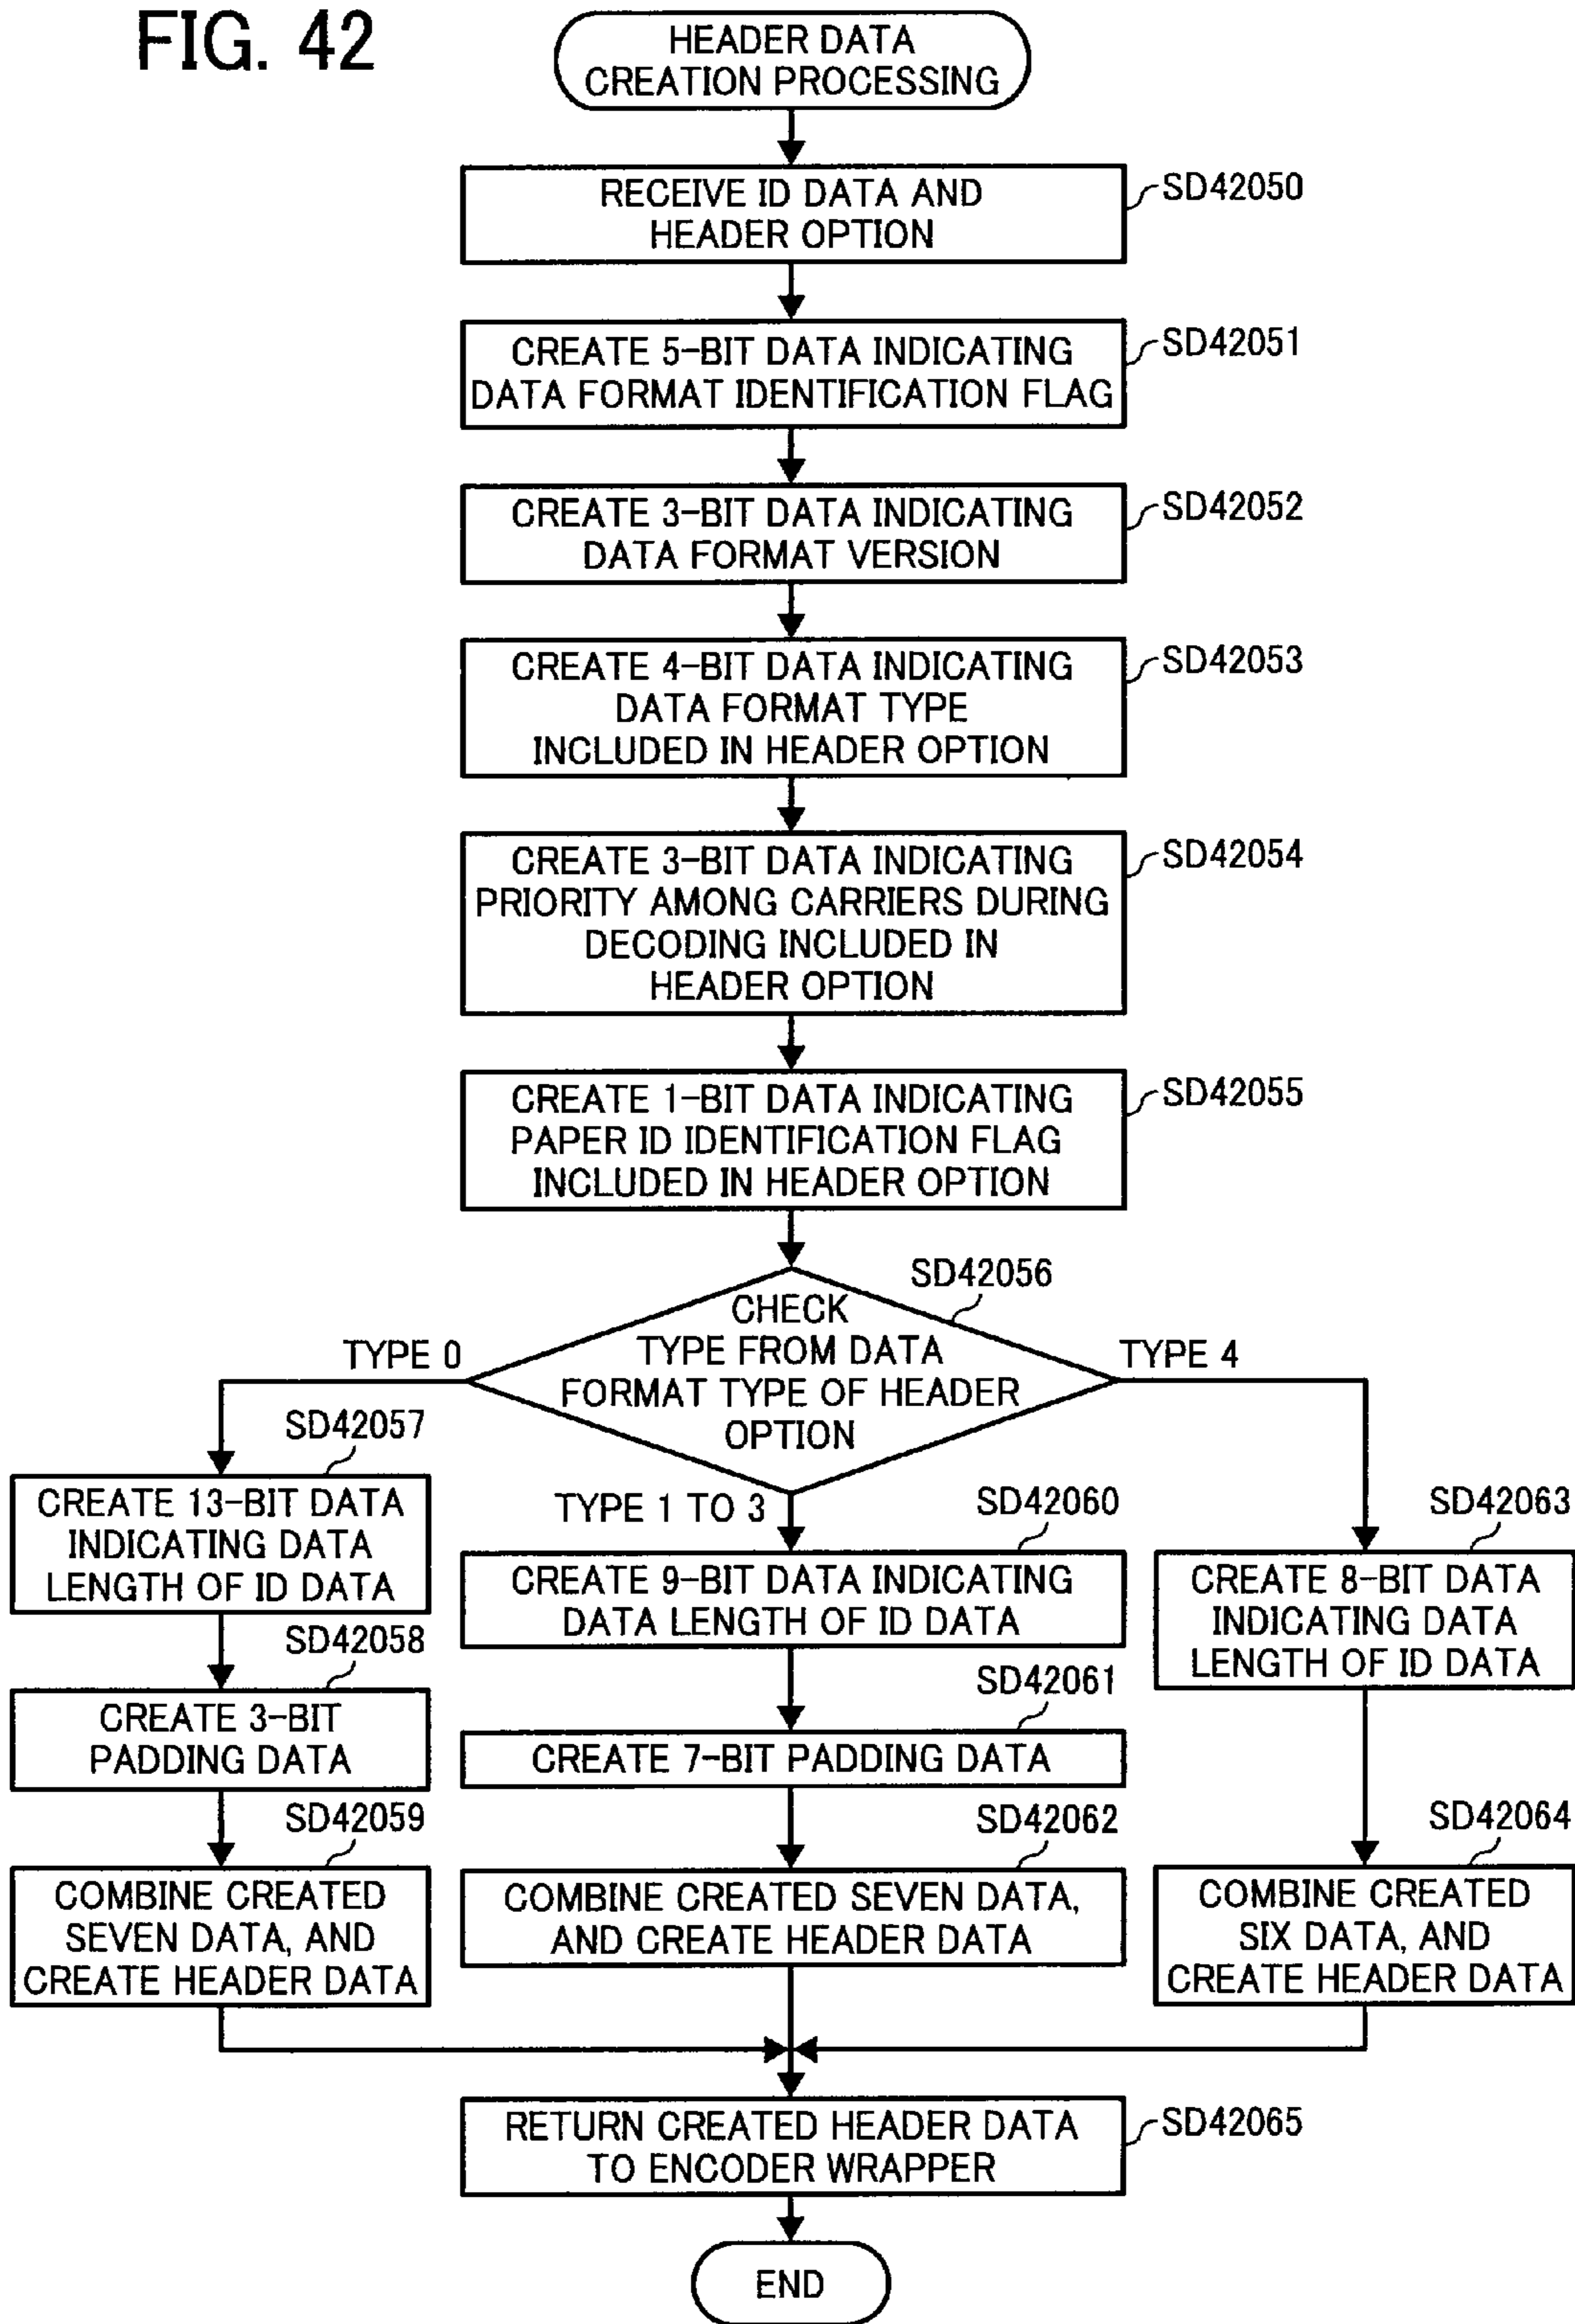 FIG. 42
HEADER DATA
CREATION PROCESSING
RECEIVE ID DATA AND
HEADER OPTION
SD42050
CREATE 5-BIT DATA INDICATING
DATA FORMAT IDENTIFICATION FLAG
SD42051
CREATE 3-BIT DATA INDICATING
DATA FORMAT VERSION
SD42052
CREATE 4-BIT DATA INDICATING
DATA FORMAT TYPE
INCLUDED IN HEADER OPTION
SD42053
CREATE 3-BIT DATA INDICATING
PRIORITY AMONG CARRIERS DURING
DECODING INCLUDED IN
HEADER OPTION
SD42054
CREATE 1-BIT DATA INDICATING
PAPER ID IDENTIFICATION FLAG
INCLUDED IN HEADER OPTION
SD42055
SD42056
CHECK
TYPE FROM DATA
FORMAT TYPE OF HEADER
OPTION
TYPE 0
TYPE 4
TYPE 1 TO 3
SD42057
CREATE 13-BIT DATA
INDICATING DATA
LENGTH OF ID DATA
SD42058
CREATE 3-BIT
PADDING DATA
SD42059
COMBINE CREATED
SEVEN DATA, AND
CREATE HEADER DATA
SD42060
CREATE 9-BIT DATA INDICATING
DATA LENGTH OF ID DATA
SD42061
CREATE 7-BIT PADDING DATA
SD42062
COMBINE CREATED SEVEN DATA,
AND CREATE HEADER DATA
SD42063
CREATE 8-BIT DATA
INDICATING DATA
LENGTH OF ID DATA
SD42064
COMBINE CREATED
SIX DATA, AND
CREATE HEADER DATA
RETURN CREATED HEADER DATA
TO ENCODER WRAPPER
SD42065
END